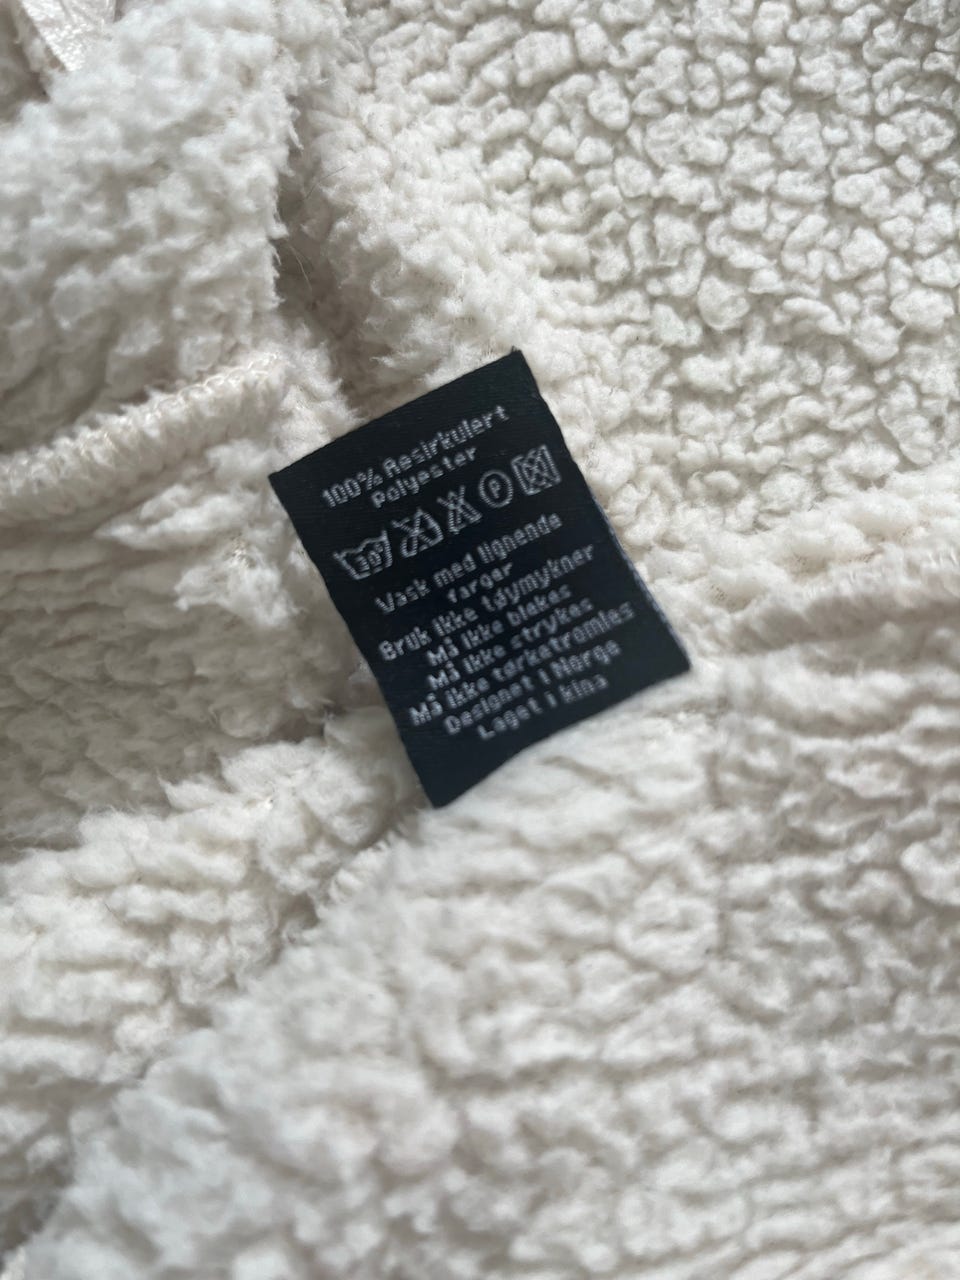 100% Resirkulert
Polyester
30° P
Vask med lignende
farger
Bruk ikke tøymykner
Må ikke blekes
Må ikke strykes
Må ikke tørketromles
Designet i Norge
Laget i kina